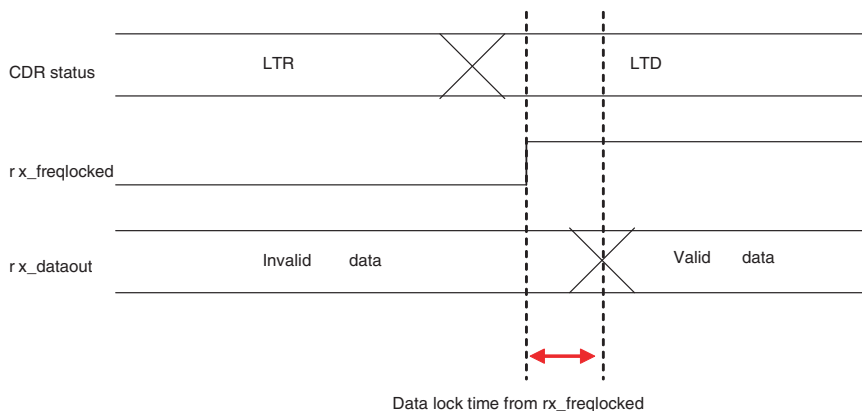 CDR status
LTR
LTD
r x_freqlocked
r x_dataout
Invalid data
Valid data
Data lock time from rx_freqlocked